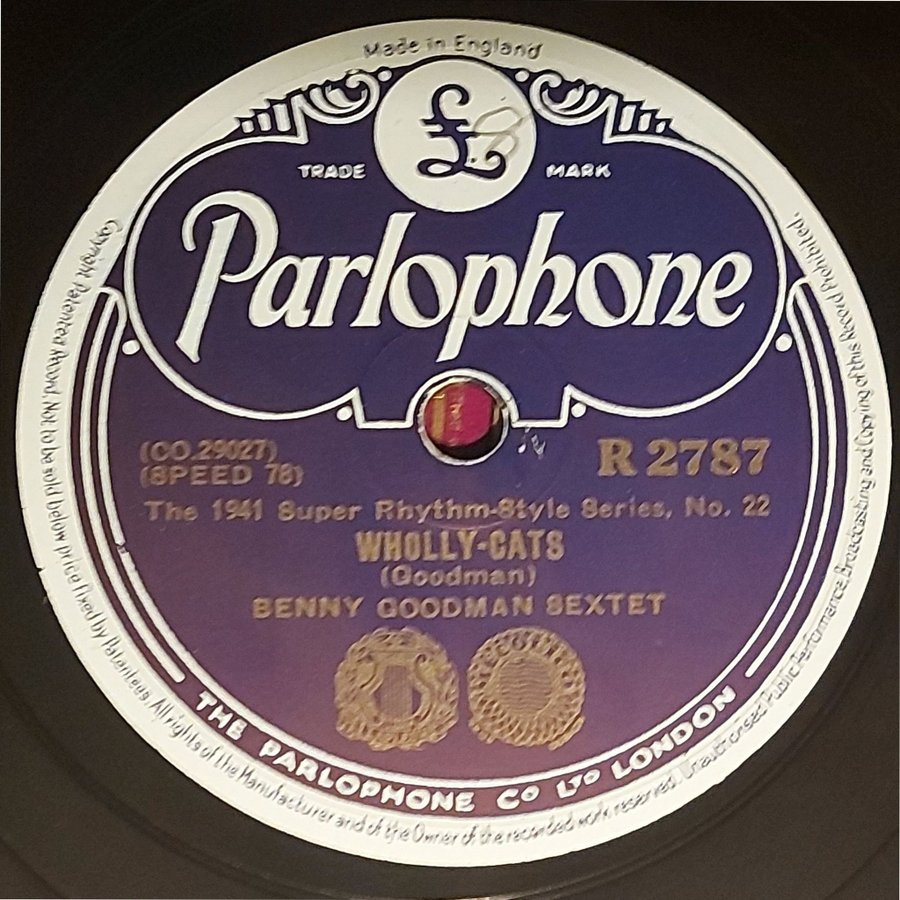 Made in England
£
8
TRADE MARK
Parlophone
(CO.29027)
(SPEED 78)
R 2787
The 1941 Super Rhythm-Style Series, No. 22
WHOLLY-CATS
(Goodman)
BENNY GOODMAN SEXTET
THE PARLOPHONE CO LTD LONDON
Copyright Patented Record. Not to be sold below price fixed by Patentees. All rights of the Manufacturer and of the Owner of the recorded work reserved. Unauthorised Public Performance, Broadcasting and Copying of this Record Prohibited.